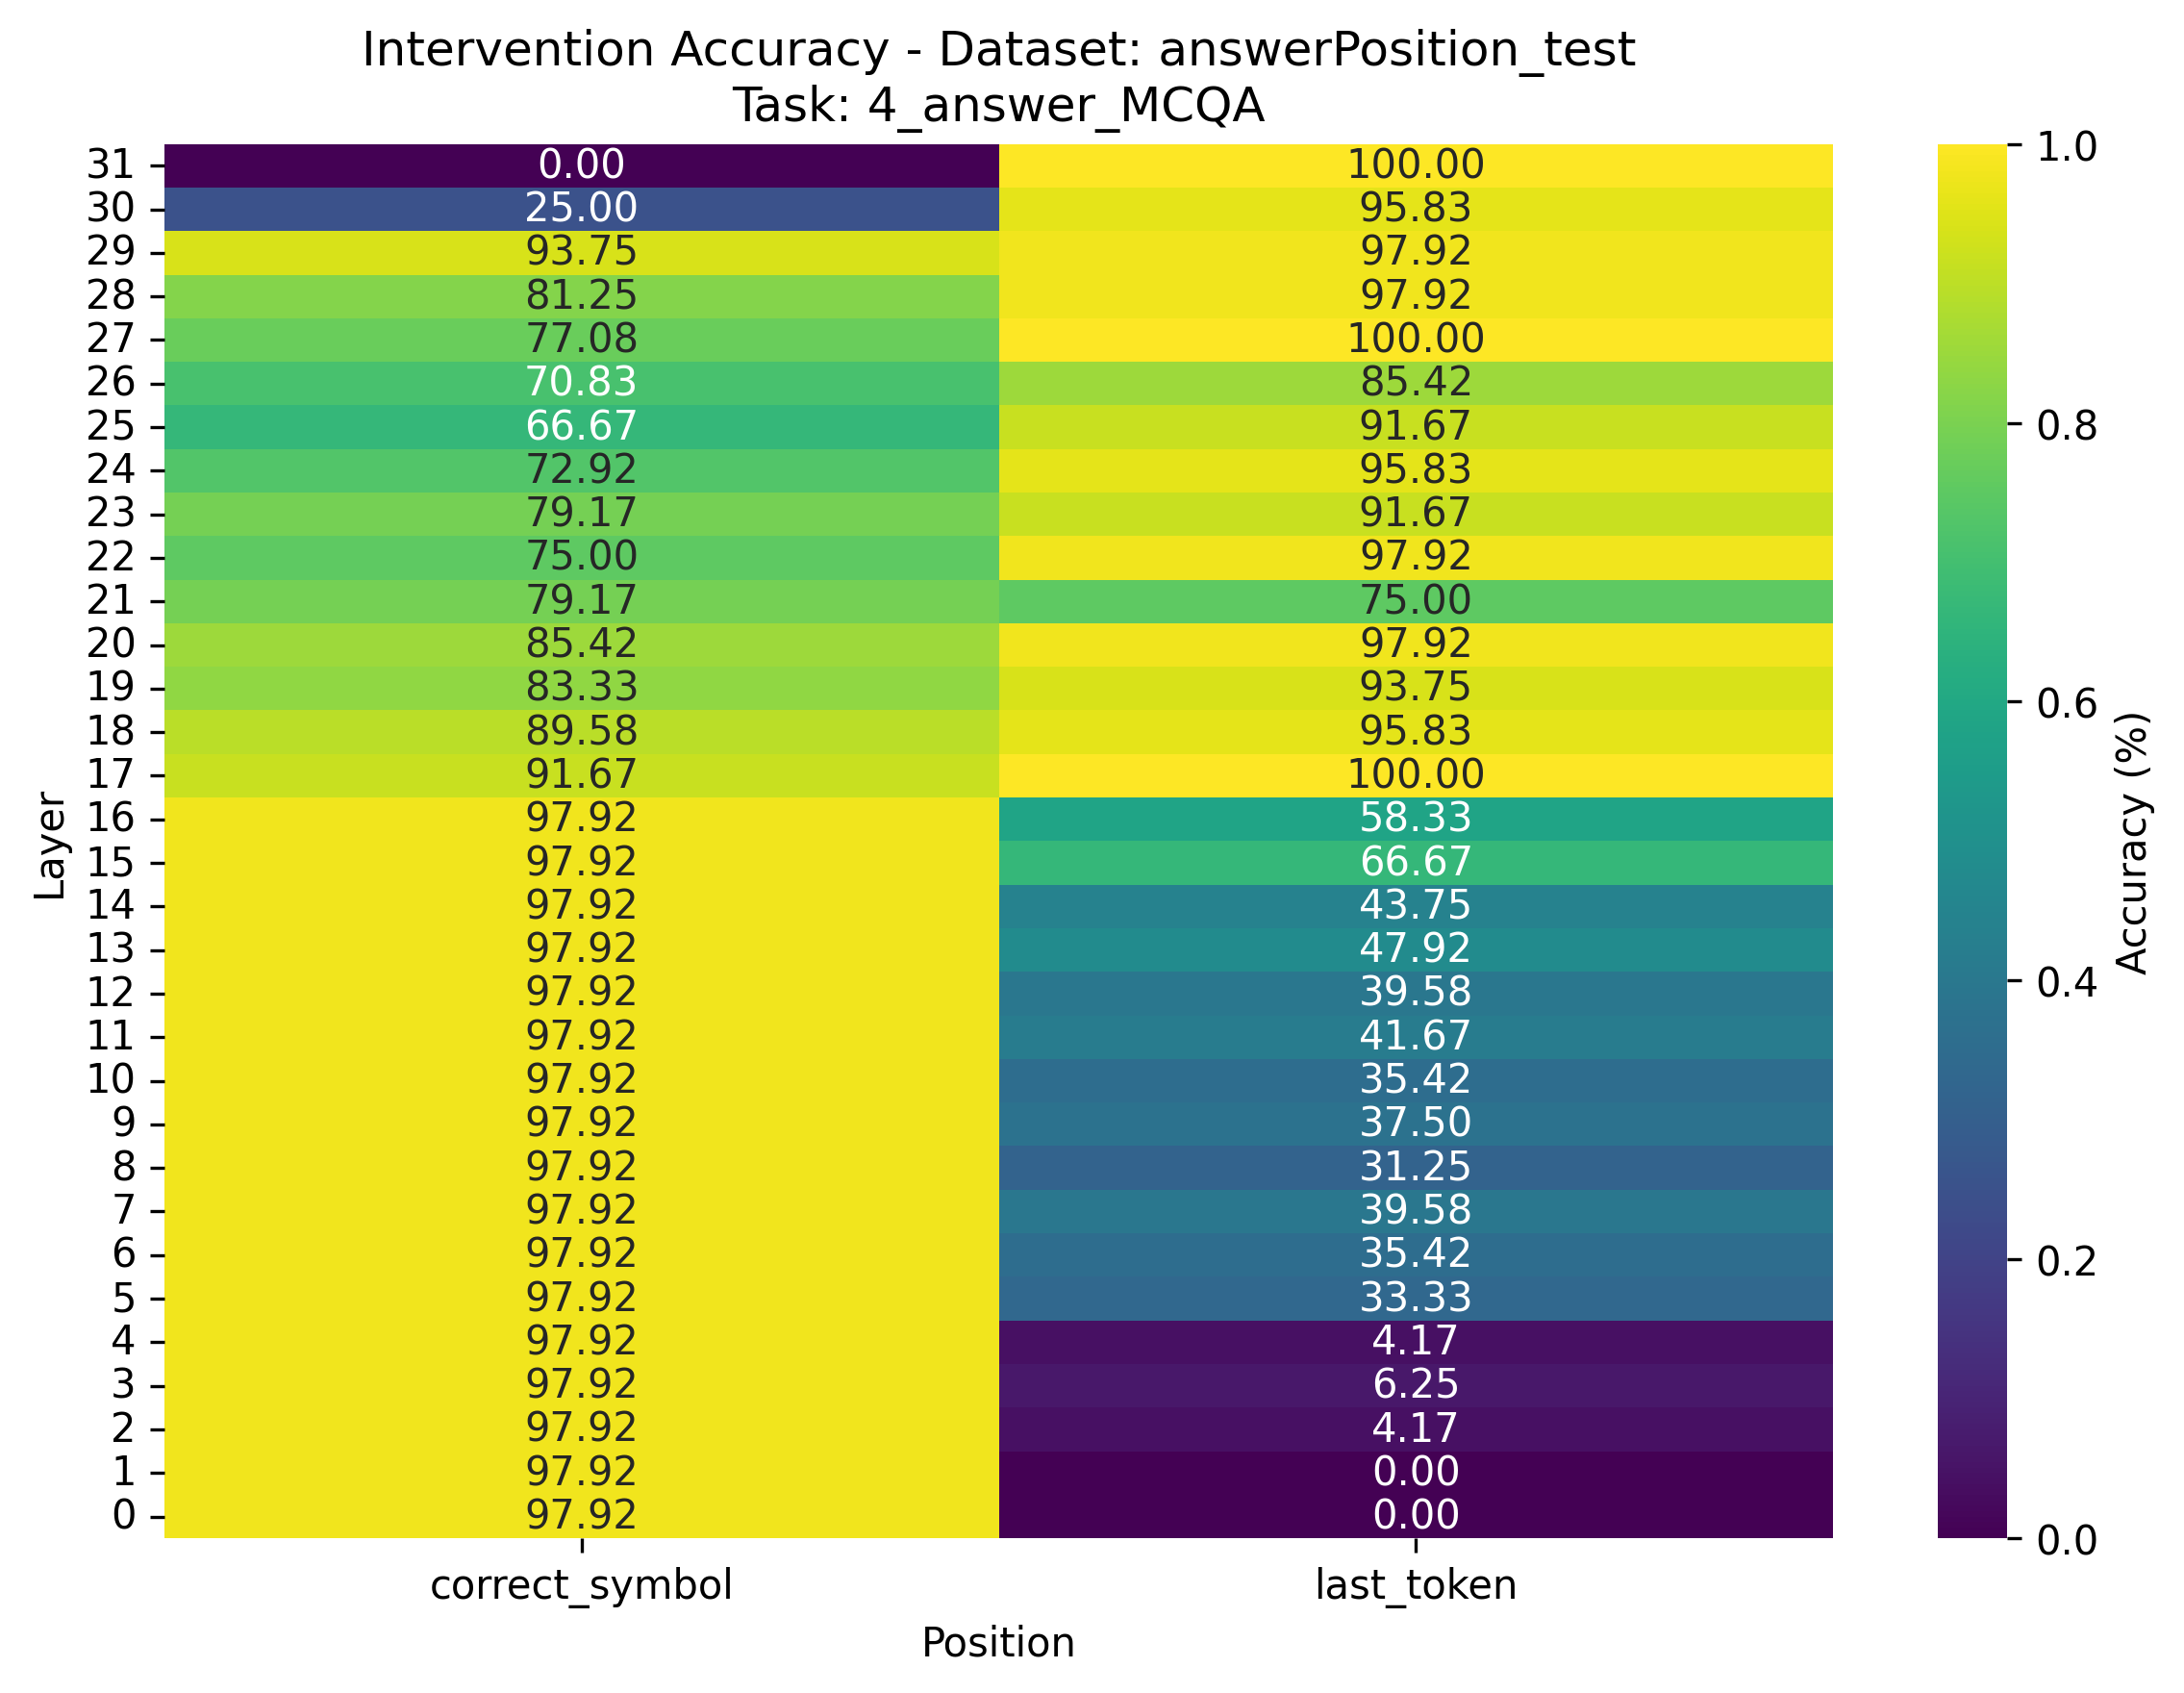 Intervention Accuracy - Dataset: answerPosition_test
Task: 4_answer_MCQA
31 0.00 100.00
30 25.00 95.83
29 93.75 97.92
28 81.25 97.92
27 77.08 100.00
26 70.83 85.42
25 66.67 91.67
24 72.92 95.83
23 79.17 91.67
22 75.00 97.92
21 79.17 75.00
20 85.42 97.92
19 83.33 93.75
18 89.58 95.83
17 91.67 100.00
16 97.92 58.33
15 97.92 66.67
14 97.92 43.75
13 97.92 47.92
12 97.92 39.58
11 97.92 41.67
10 97.92 35.42
9 97.92 37.50
8 97.92 31.25
7 97.92 39.58
6 97.92 35.42
5 97.92 33.33
4 97.92 4.17
3 97.92 6.25
2 97.92 4.17
1 97.92 0.00
0 97.92 0.00
correct_symbol last_token
Position
Layer
1.0
0.8
0.6
0.4
0.2
0.0
Accuracy (%)